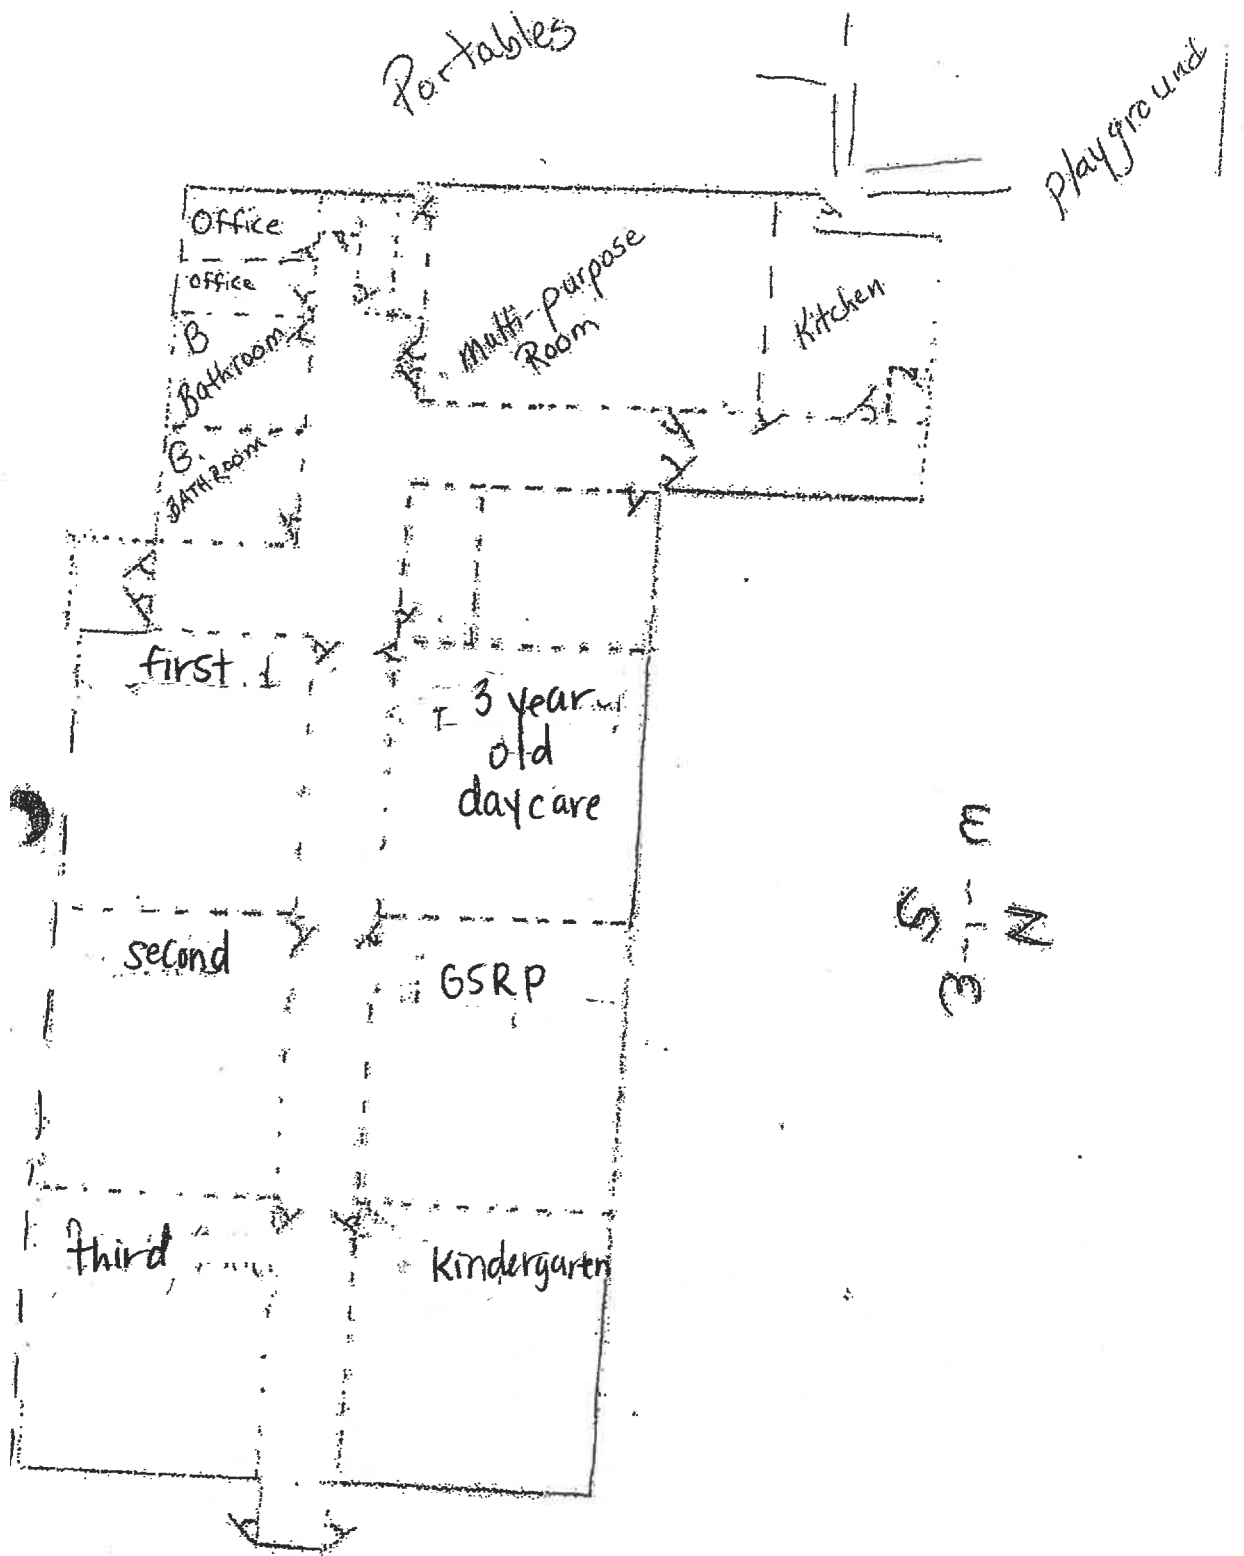 Portables
Playground
Office
Office
B
Bathroom
G.
BATHROOM
Multi-purpose
Room
Kitchen
first
3 year
old
daycare
second
GSRP
third
Kindergarten
E
S
N
W